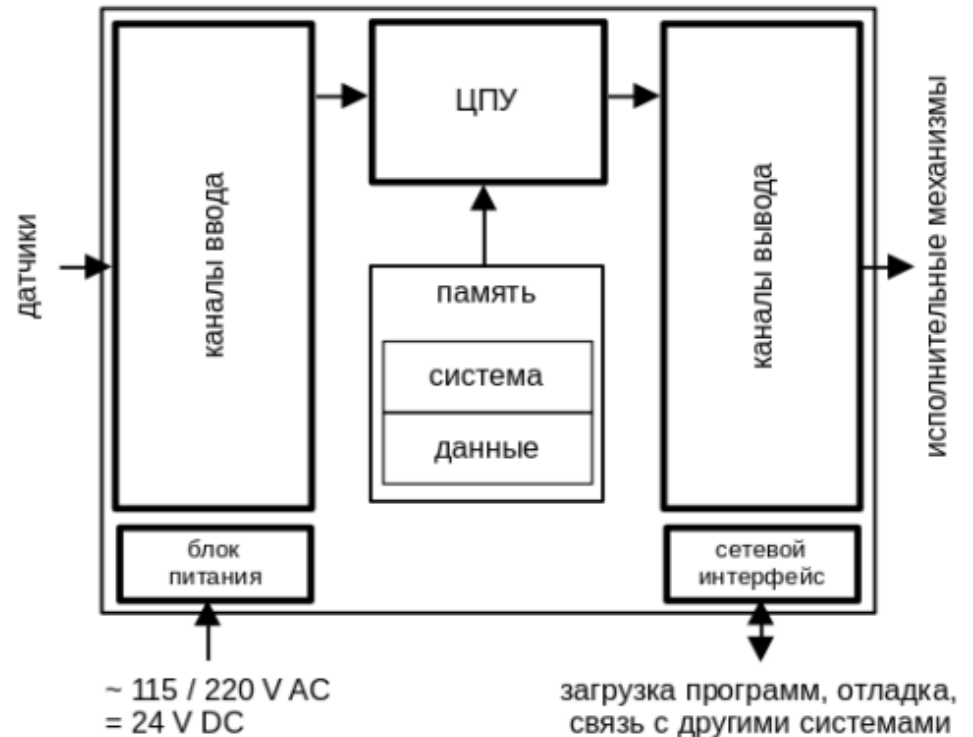 датчики
каналы ввода
ЦПУ
память
система
данные
каналы вывода
исполнительные механизмы
блок
питания
сетевой
интерфейс
~ 115 / 220 V AC
= 24 V DC
загрузка программ, отладка,
связь с другими системами